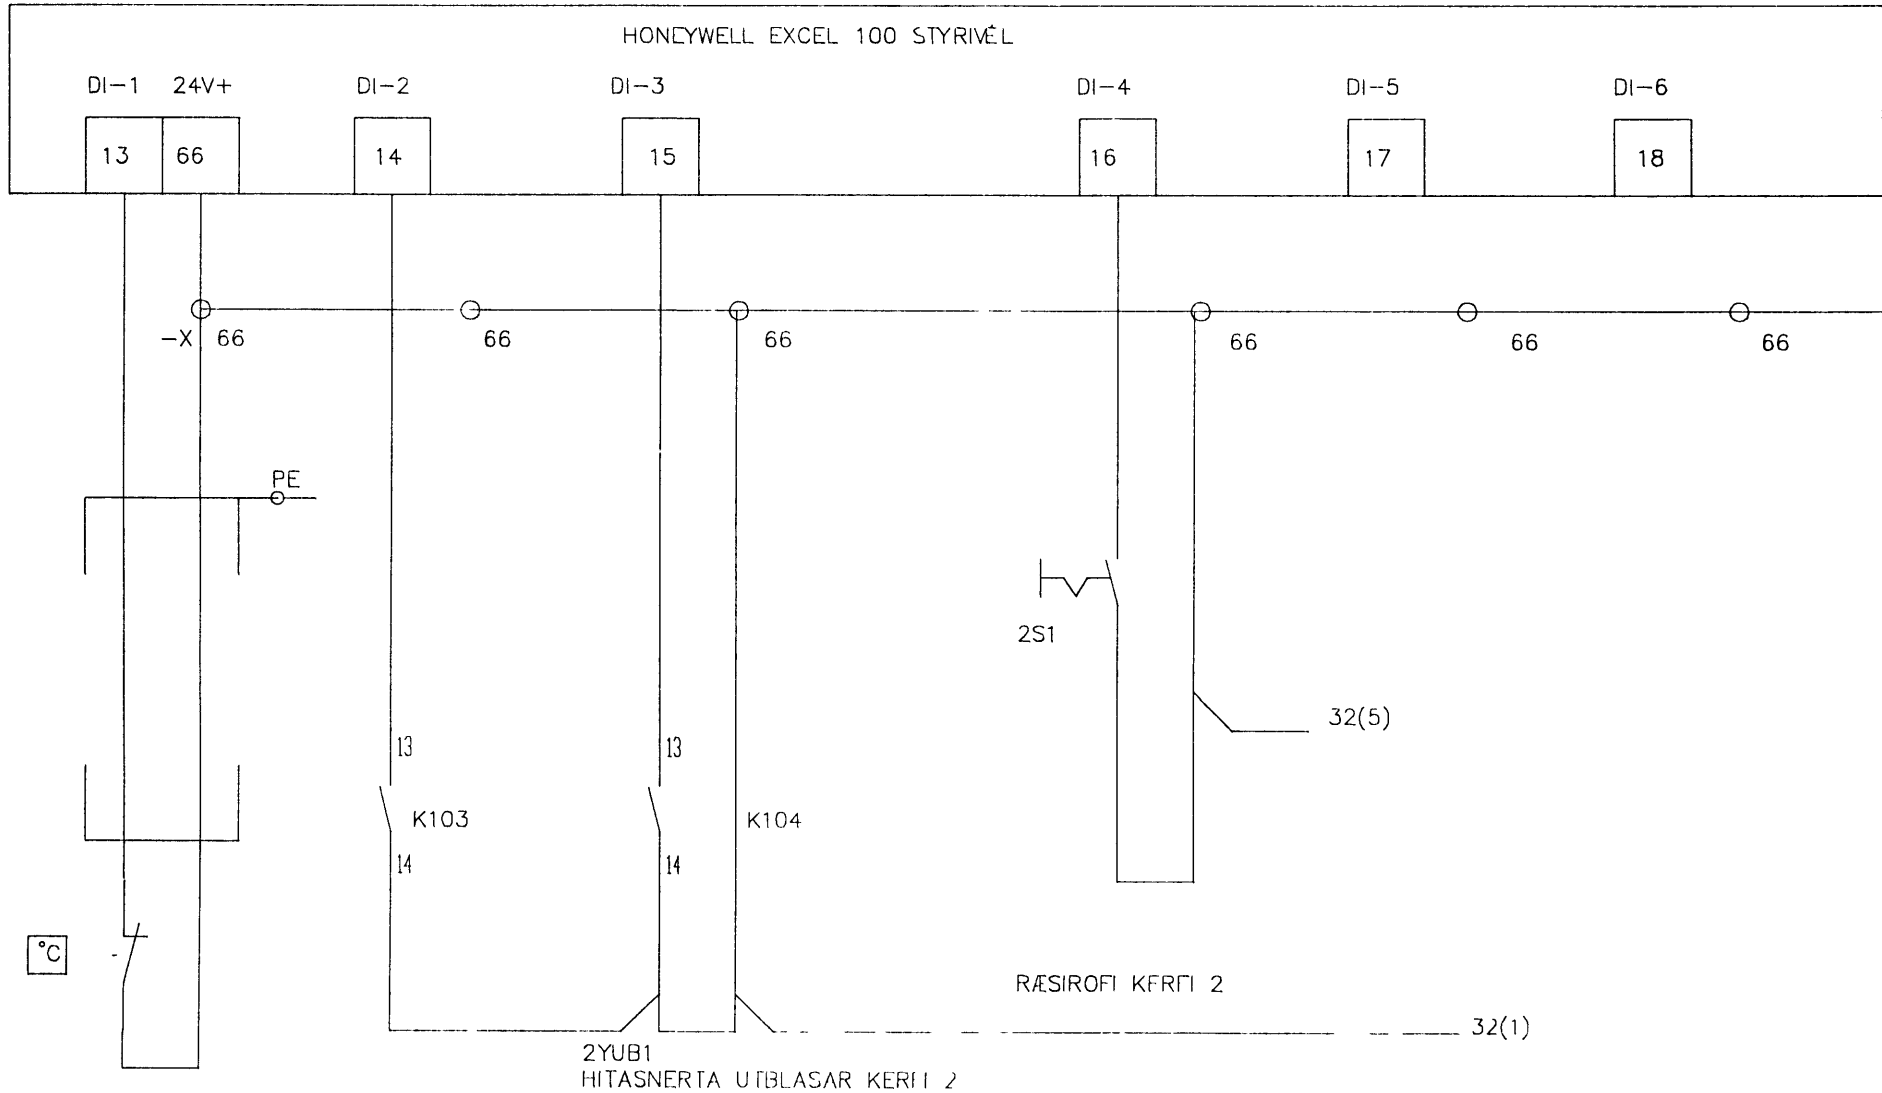 HONEYWELL EXCEL 100 STYRIVÉL
DI-1 24V+ DI-2 DI-3 DI-4 DI-5 DI-6
13 66 14 15 16 17 18
-X 66 66 66 66 66 66
PE
2S1
32(5)
13 13
K103 K104
14 14
°C
RÆSIROFI KERFI 2
32(1)
2YUB1
HITASNERTA UTBLASAR KERFI 2